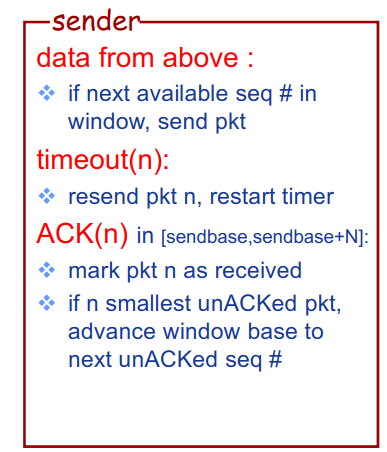 sender
data from above :
if next available seq # in
window, send pkt
timeout(n):
resend pkt n, restart timer
ACK(n) in [sendbase,sendbase+N]:
mark pkt n as received
if n smallest unACKed pkt,
advance window base to
next unACKed seq #